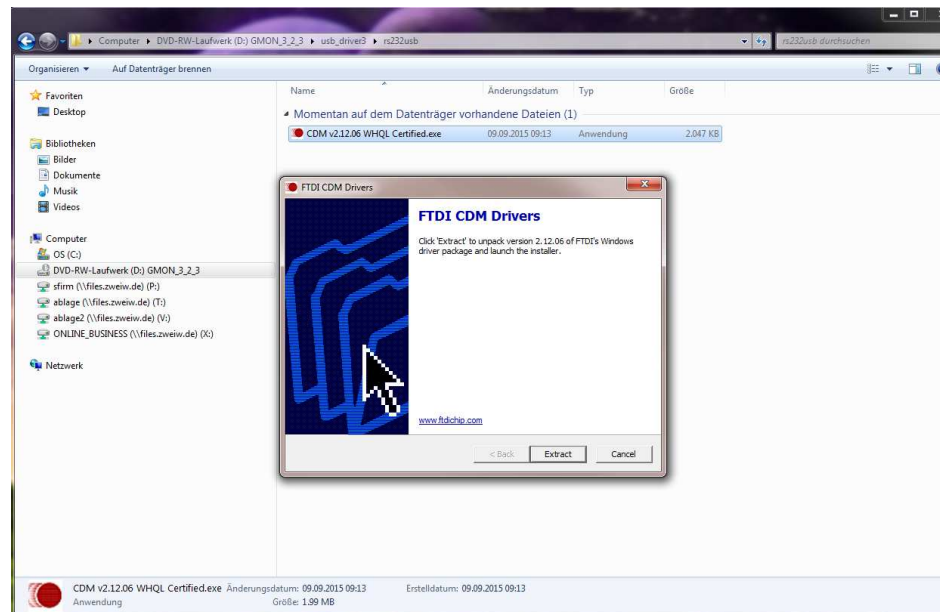 Computer ▸ DVD-RW-Laufwerk (D:) GMON_3_2_3 ▸ usb_driver3 ▸ rs232usb
rs232usb durchsuchen
Organisieren ▾ Auf Datenträger brennen
Name Änderungsdatum Typ Größe
Momentan auf dem Datenträger vorhandene Dateien (1)
CDM v2.12.06 WHQL Certified.exe 09.09.2015 09:13 Anwendung 2.047 KB
Favoriten
Desktop
Bibliotheken
Bilder
Dokumente
Musik
Videos
Computer
OS (C:)
DVD-RW-Laufwerk (D:) GMON_3_2_3
sfirm (\\files.zweiw.de) (P:)
ablage (\\files.zweiw.de) (T:)
ablage2 (\\files.zweiw.de) (V:)
ONLINE_BUSINESS (\\files.zweiw.de) (X:)
Netzwerk
FTDI CDM Drivers
FTDI CDM Drivers
Click 'Extract' to unpack version 2.12.06 of FTDI's Windows
driver package and launch the installer.
www.ftdichip.com
< Back Extract Cancel
CDM v2.12.06 WHQL Certified.exe Änderungsdatum: 09.09.2015 09:13 Erstelldatum: 09.09.2015 09:13
Anwendung Größe: 1,99 MB